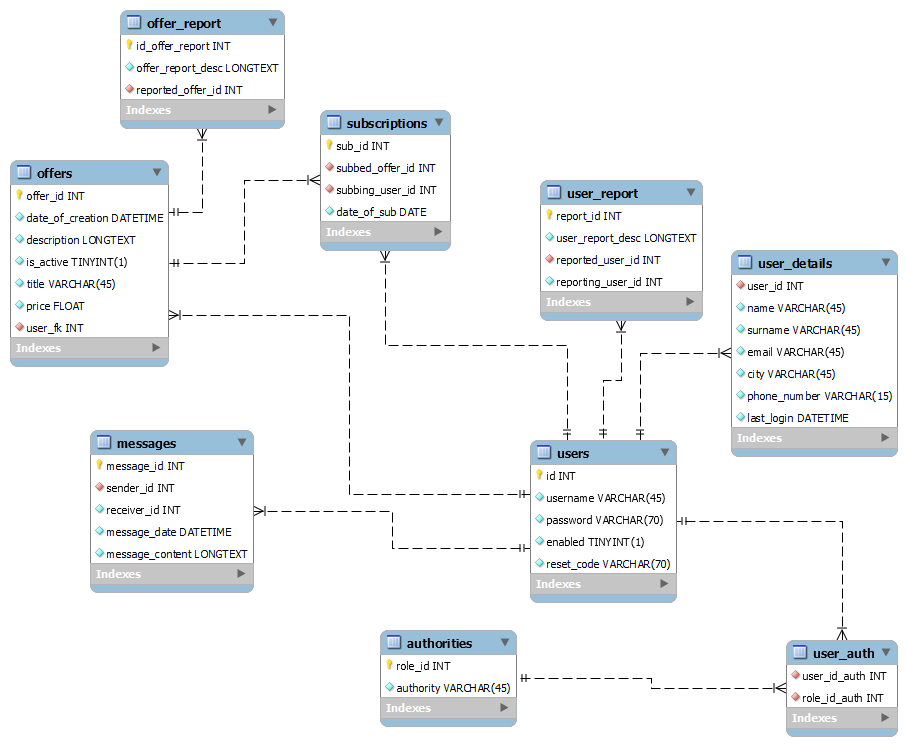 offer_report
id_offer_report INT
offer_report_desc LONGTEXT
reported_offer_id INT
Indexes
subscriptions
sub_id INT
subbed_offer_id INT
subbing_user_id INT
date_of_sub DATE
Indexes
offers
offer_id INT
date_of_creation DATETIME
description LONGTEXT
is_active TINYINT(1)
title VARCHAR(45)
price FLOAT
user_fk INT
Indexes
user_report
report_id INT
user_report_desc LONGTEXT
reported_user_id INT
reporting_user_id INT
Indexes
user_details
user_id INT
name VARCHAR(45)
surname VARCHAR(45)
email VARCHAR(45)
city VARCHAR(45)
phone_number VARCHAR(15)
last_login DATETIME
Indexes
messages
message_id INT
sender_id INT
receiver_id INT
message_date DATETIME
message_content LONGTEXT
Indexes
users
id INT
username VARCHAR(45)
password VARCHAR(70)
enabled TINYINT(1)
reset_code VARCHAR(70)
Indexes
authorities
role_id INT
authority VARCHAR(45)
Indexes
user_auth
user_id_auth INT
role_id_auth INT
Indexes